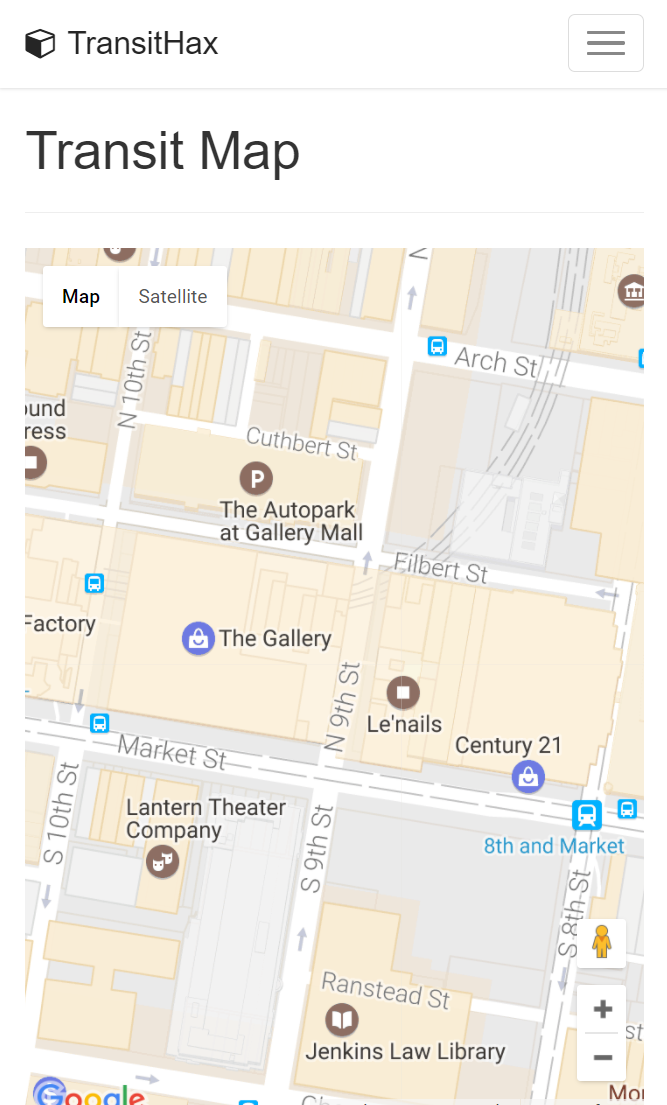 TransitHax
Transit Map
Map Satellite
N 10th St
Arch St
Cuthbert St
The Autopark
at Gallery Mall
Filbert St
Factory
The Gallery
N 9th St
Le'nails
Market St
Century 21
Lantern Theater
Company
8th and Market
S 10th St
S 9th St
S 8th St
Ranstead St
Jenkins Law Library
Google